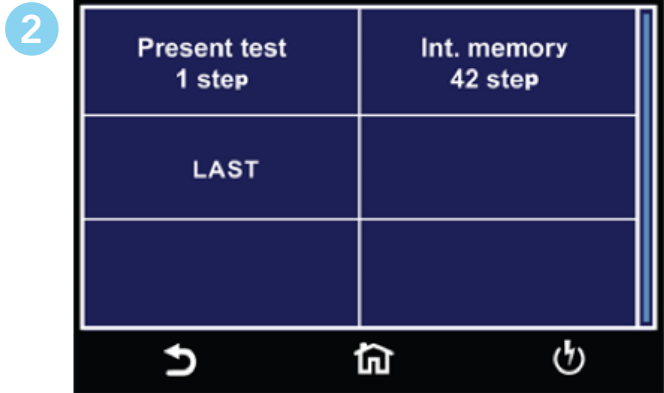 2
Present test
1 step
Int. memory
42 step
LAST